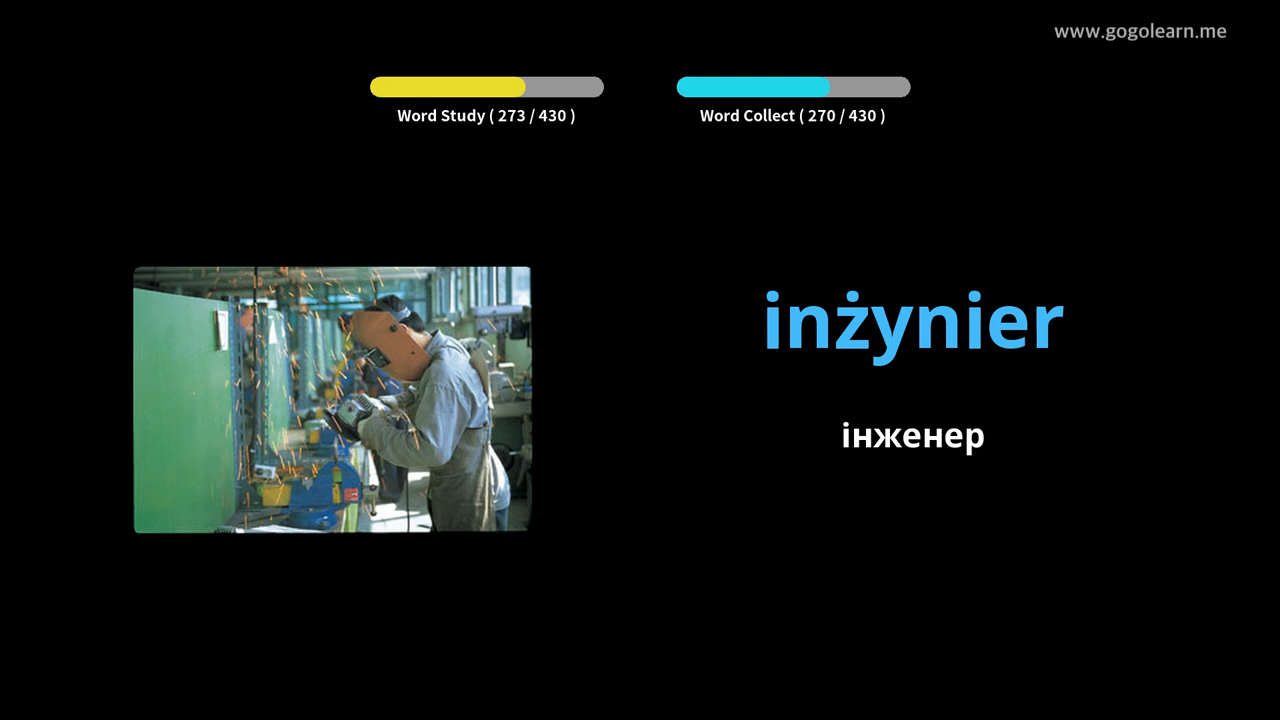 www.gogolearn.me
Word Study ( 273 / 430 )
Word Collect ( 270 / 430 )
inżynier
інженер